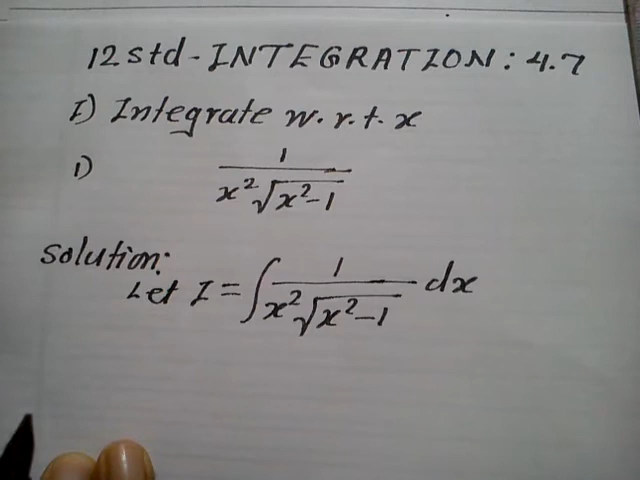 12 std - INTEGRATION : 4.7
I) Integrate w.r.t. x
1) 1 / x²√(x²-1)
Solution:
Let I = ∫ 1 / x²√(x²-1) dx